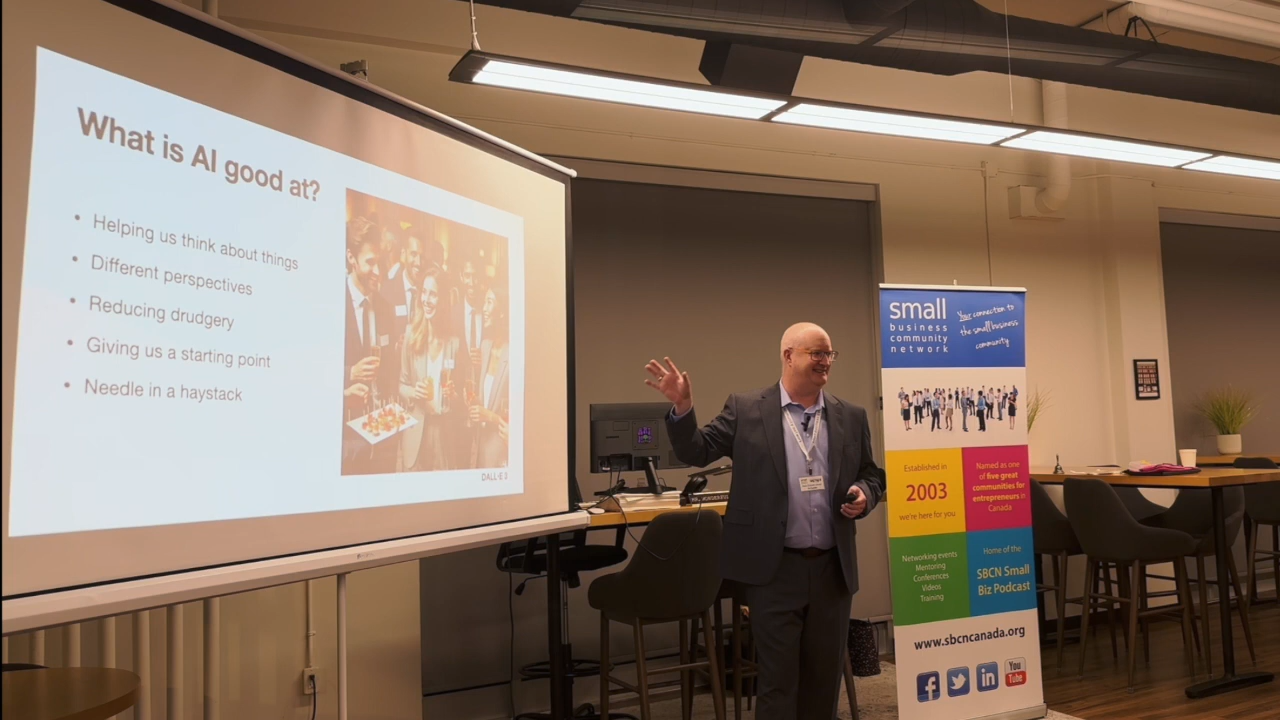 What is AI good at?
• Helping us think about things
• Different perspectives
• Reducing drudgery
• Giving us a starting point
• Needle in a haystack
DALL·E 3
small
business
community
network
Your connection to
the small business
community
Established in
2003
we're here for you
Named as one
of five great
communities for
entrepreneurs in
Canada
Networking events
Mentoring
Conferences
Videos
Training
Home of the
SBCN Small
Biz Podcast
www.sbcncanada.org
f
in
You
Tube